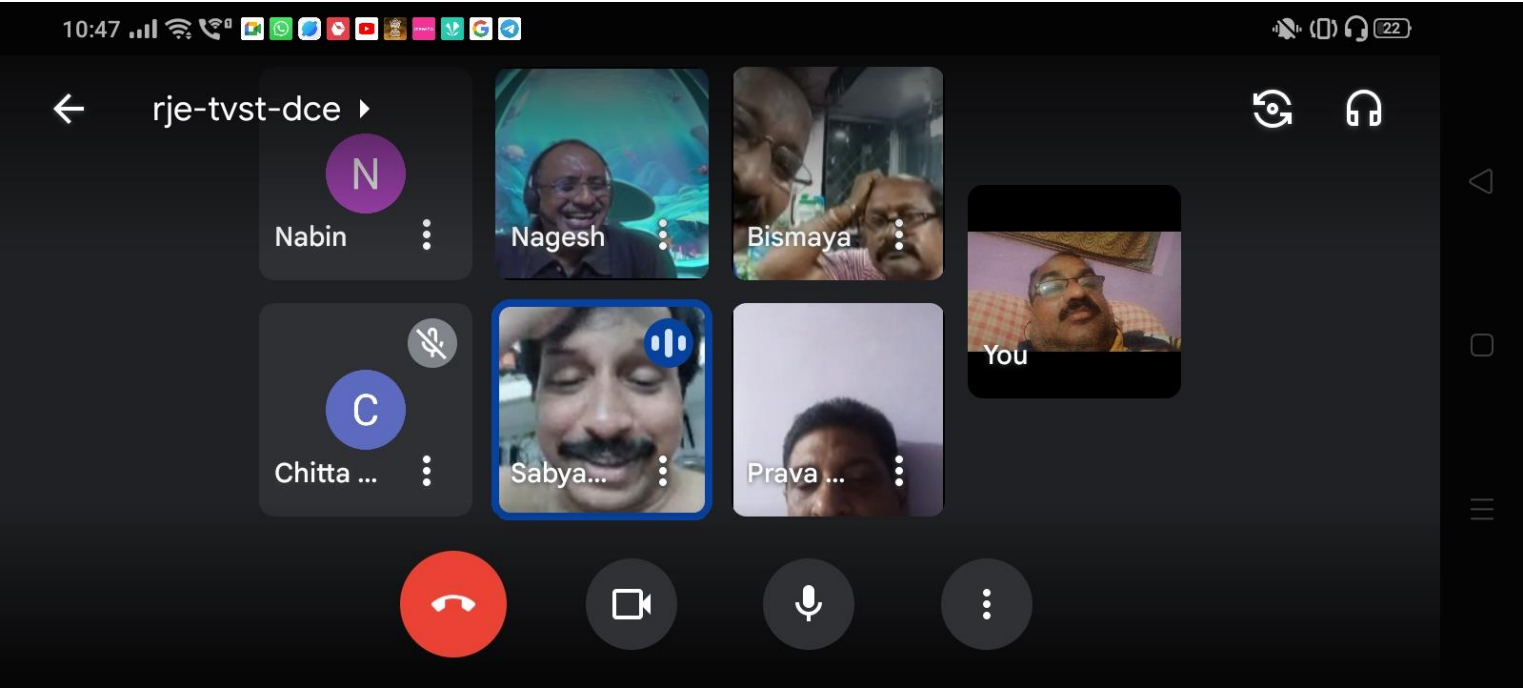 10:47
22
rje-tvst-dce
N
Nabin
Nagesh
Bismaya
You
C
Chitta ...
Sabya...
Prava ...